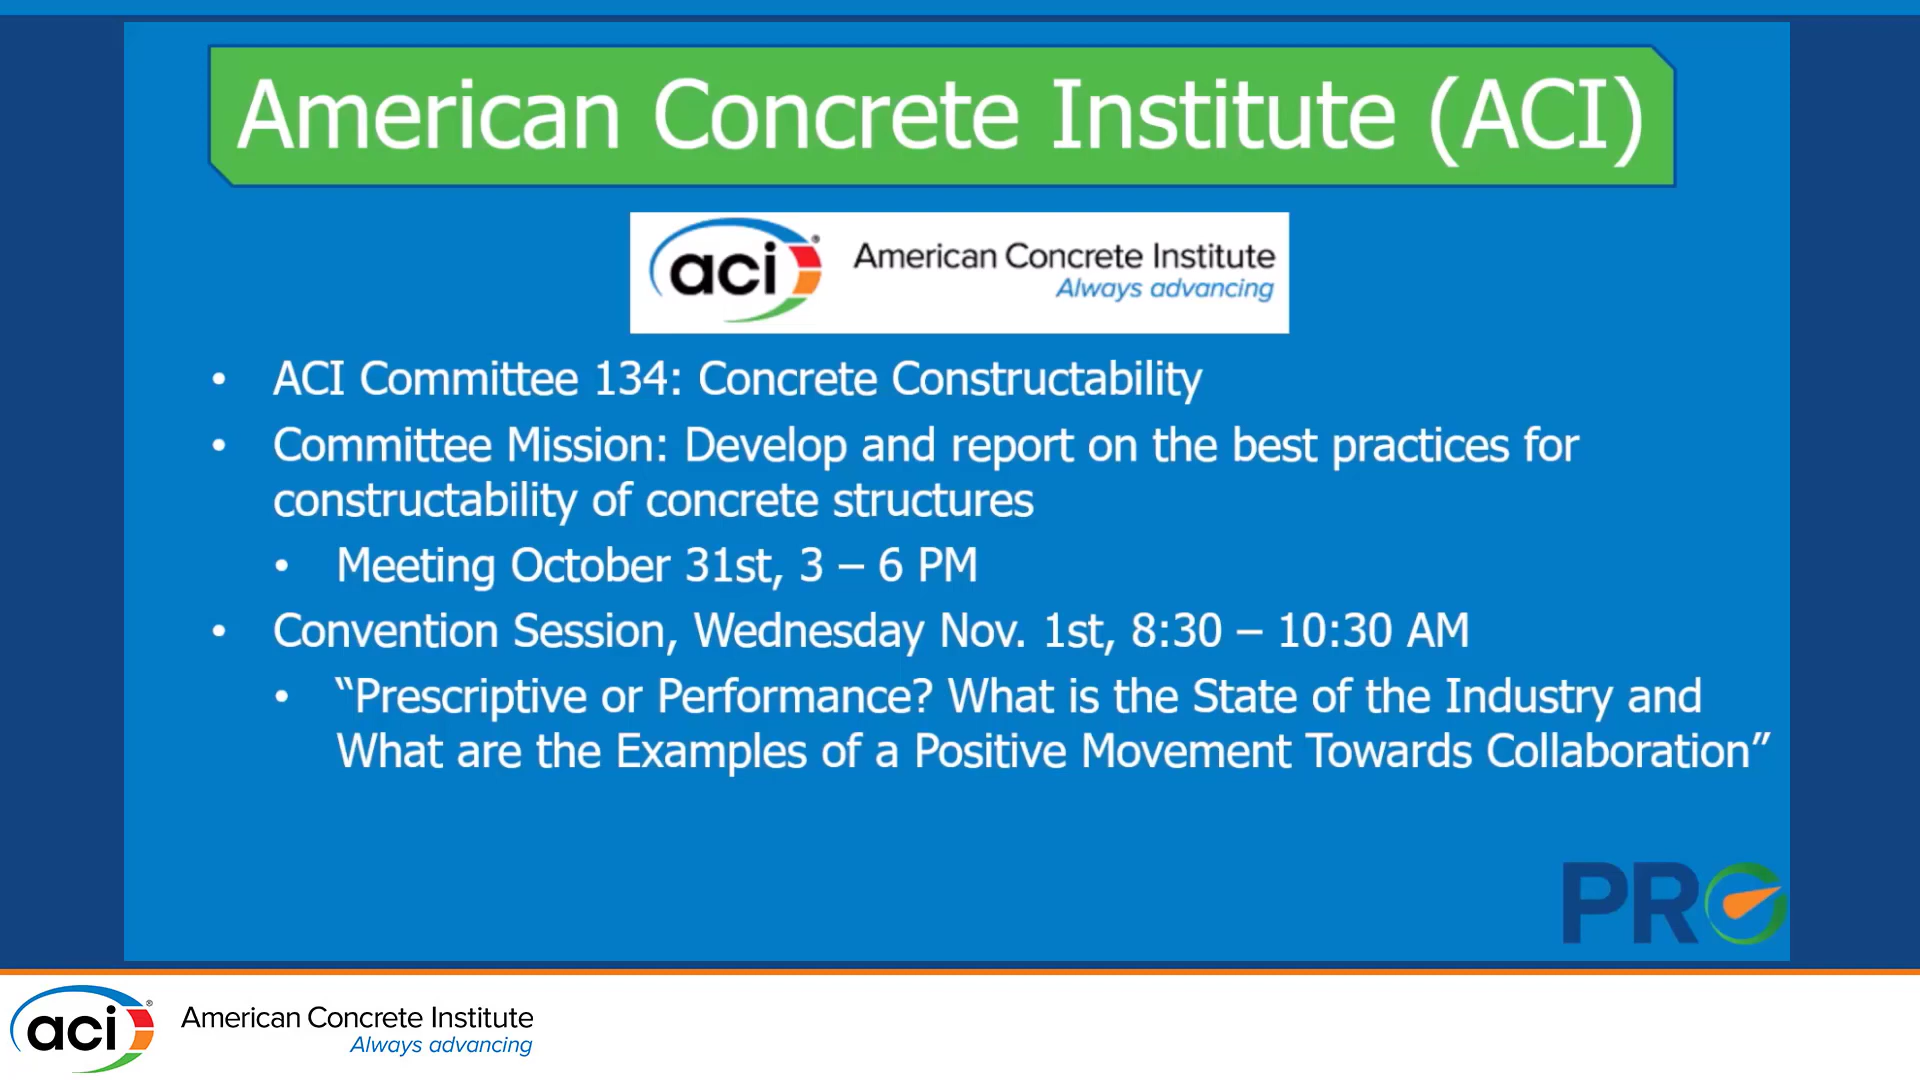 American Concrete Institute (ACI)
aci®
American Concrete Institute
Always advancing
• ACI Committee 134: Concrete Constructability
• Committee Mission: Develop and report on the best practices for
constructability of concrete structures
• Meeting October 31st, 3 – 6 PM
• Convention Session, Wednesday Nov. 1st, 8:30 – 10:30 AM
• “Prescriptive or Performance? What is the State of the Industry and
What are the Examples of a Positive Movement Towards Collaboration”
PRO
aci®
American Concrete Institute
Always advancing